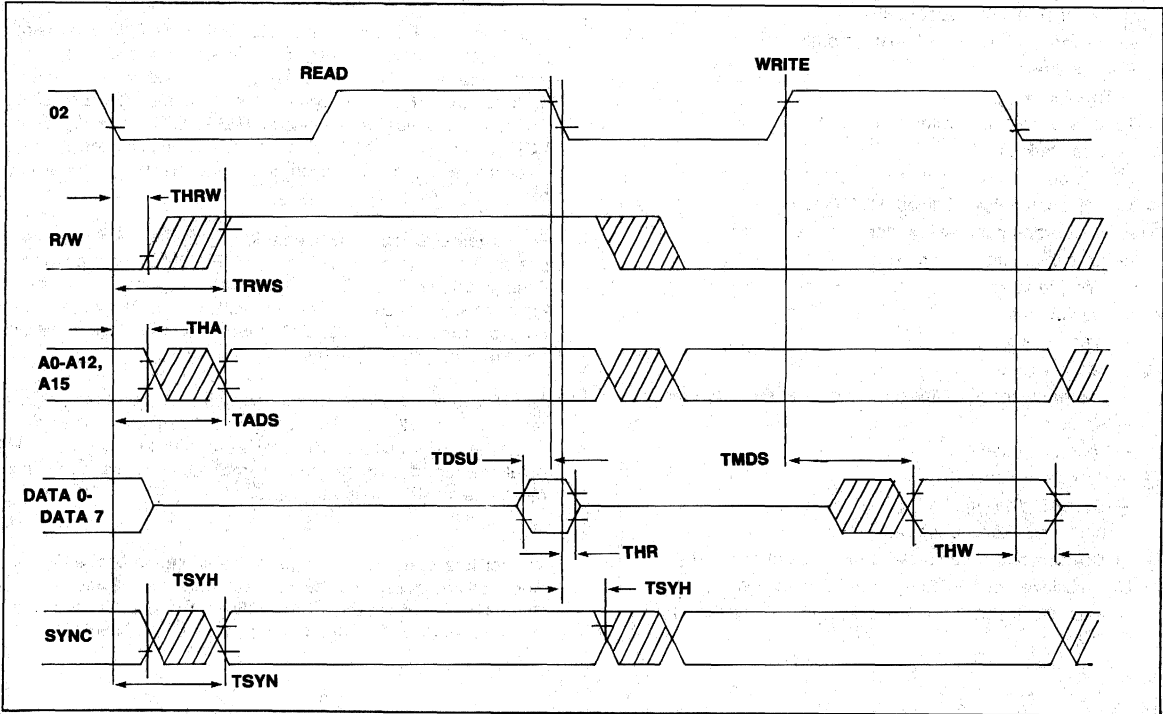 READ
WRITE
02
THRW
R/W
TRWS
THA
A0-A12,
A15
TADS
TDSU
TMDS
DATA 0-
DATA 7
THR
THW
TSYH
TSYH
SYNC
TSYN